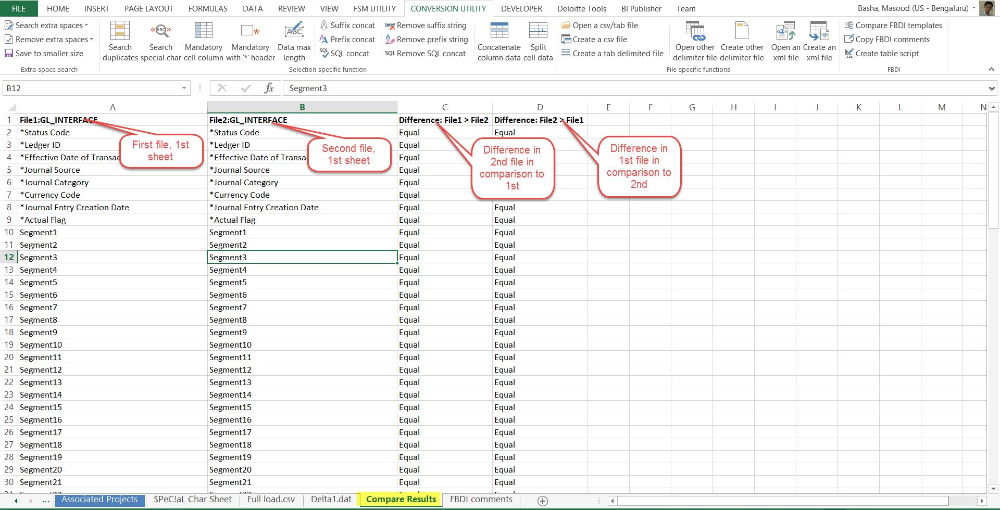 FILE HOME INSERT PAGE LAYOUT FORMULAS DATA REVIEW VIEW FSM UTILITY CONVERSION UTILITY DEVELOPER Deloitte Tools BI Publisher Team Basha, Masood (US - Bengaluru)
Search extra spaces
Remove extra spaces
Save to smaller size
Extra space search
Search duplicates
Search special char
Mandatory cell column
Mandatory with '*' header
Data max length
Suffix concat
Prefix concat
SQL concat
Remove suffix string
Remove prefix string
SQL Remove SQL concat
Concatenate column data
Split cell data
Selection specific function
Open a csv/tab file
Create a csv file
Create a tab delimited file
Open other delimiter file
Create other delimiter file
Open an xml file
Create an xml file
File specific functions
Compare FBDI templates
Copy FBDI comments
Create table script
FBDI
B12 fx Segment3
A B C D E F G H I J K L M N
1 File1:GL_INTERFACE File2:GL_INTERFACE Difference: File1 > File2 Difference: File2 > File1
2 *Status Code *Status Code Equal Equal
3 *Ledger ID *Ledger ID Equal
4 *Effective Date of Transac *Effective Date of Transa Equal
5 *Journal Source *Journal Source Equal
6 *Journal Category *Journal Category Equal
7 *Currency Code *Currency Code Equal
8 *Journal Entry Creation Date *Journal Entry Creation Date Equal Equal
9 *Actual Flag *Actual Flag Equal Equal
10 Segment1 Segment1 Equal Equal
11 Segment2 Segment2 Equal Equal
12 Segment3 Segment3 Equal Equal
13 Segment4 Segment4 Equal Equal
14 Segment5 Segment5 Equal Equal
15 Segment6 Segment6 Equal Equal
16 Segment7 Segment7 Equal Equal
17 Segment8 Segment8 Equal Equal
18 Segment9 Segment9 Equal Equal
19 Segment10 Segment10 Equal Equal
20 Segment11 Segment11 Equal Equal
21 Segment12 Segment12 Equal Equal
22 Segment13 Segment13 Equal Equal
23 Segment14 Segment14 Equal Equal
24 Segment15 Segment15 Equal Equal
25 Segment16 Segment16 Equal Equal
26 Segment17 Segment17 Equal Equal
27 Segment18 Segment18 Equal Equal
28 Segment19 Segment19 Equal Equal
29 Segment20 Segment20 Equal Equal
30 Segment21 Segment21 Equal Equal
First file, 1st
sheet
Second file,
1st sheet
Difference in
2nd file in
comparison to
1st
Difference in
1st file in
comparison to
2nd
... Associated Projects $PeC!aL Char Sheet Full load.csv Delta1.dat Compare Results FBDI comments